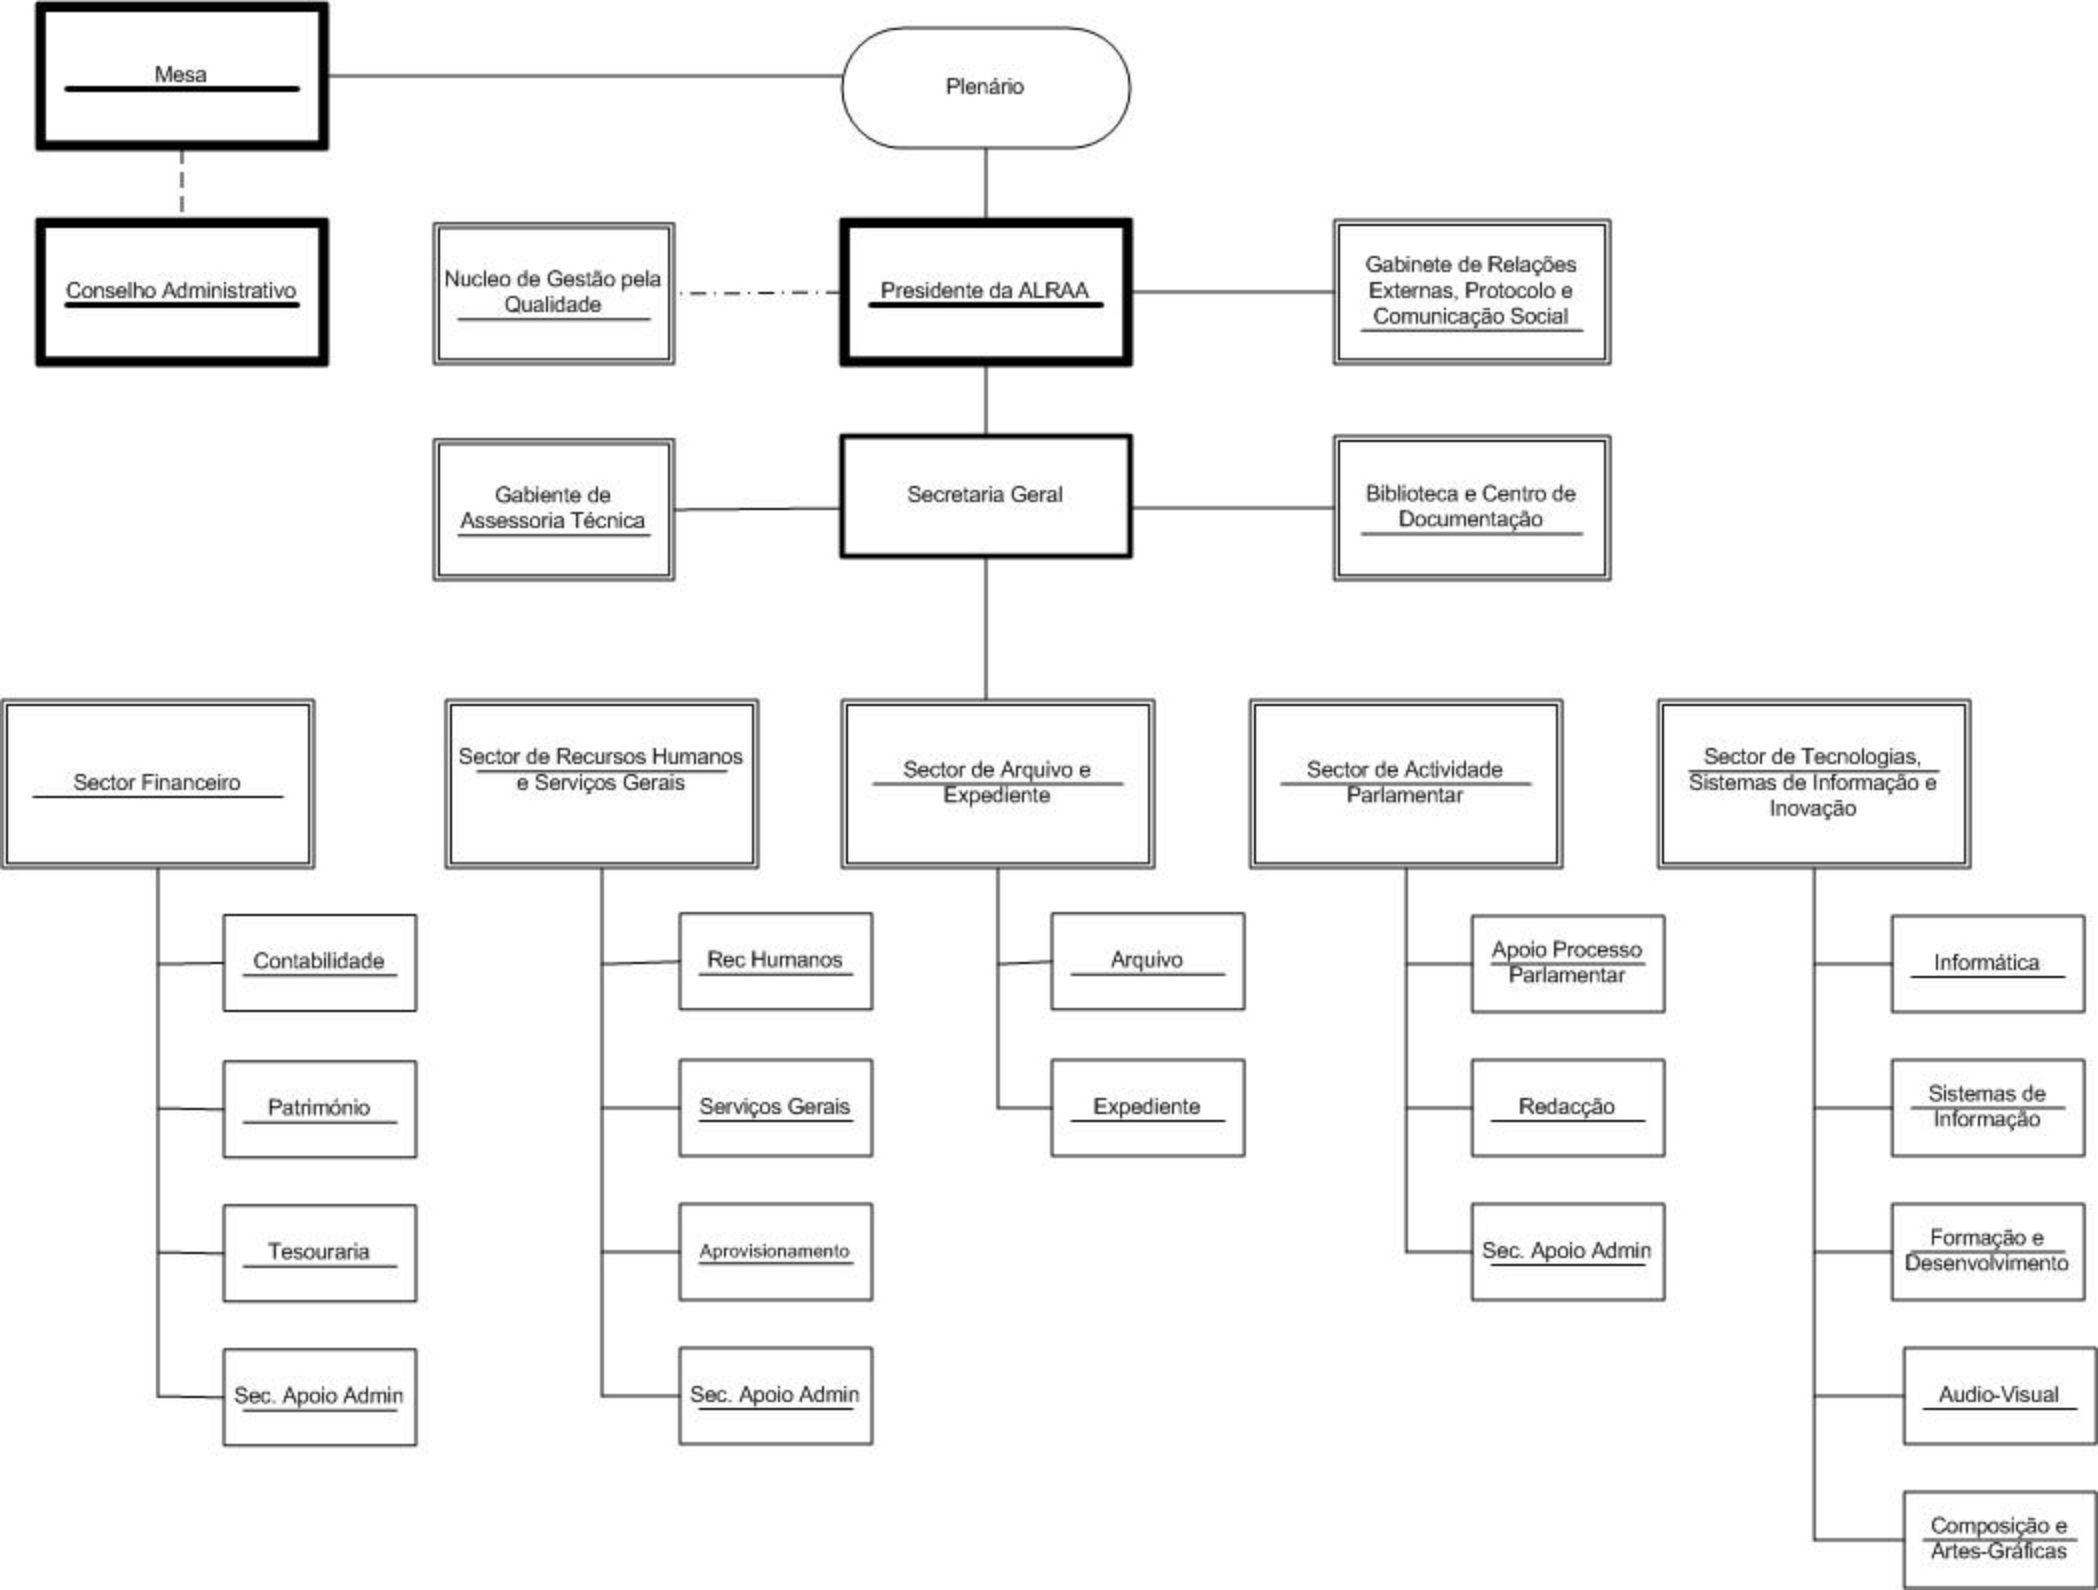 Mesa
Plenário
Conselho Administrativo
Nucleo de Gestão pela
Qualidade
Presidente da ALRAA
Gabinete de Relações
Externas, Protocolo e
Comunicação Social
Gabiente de
Assessoria Técnica
Secretaria Geral
Biblioteca e Centro de
Documentação
Sector Financeiro
Sector de Recursos Humanos
e Serviços Gerais
Sector de Arquivo e
Expediente
Sector de Actividade
Parlamentar
Sector de Tecnologias,
Sistemas de Informação e
Inovação
Contabilidade
Património
Tesouraria
Sec. Apoio Admin
Rec Humanos
Serviços Gerais
Aprovisionamento
Sec. Apoio Admin
Arquivo
Expediente
Apoio Processo
Parlamentar
Redacção
Sec. Apoio Admin
Informática
Sistemas de
Informação
Formação e
Desenvolvimento
Audio-Visual
Composição e
Artes-Gráficas